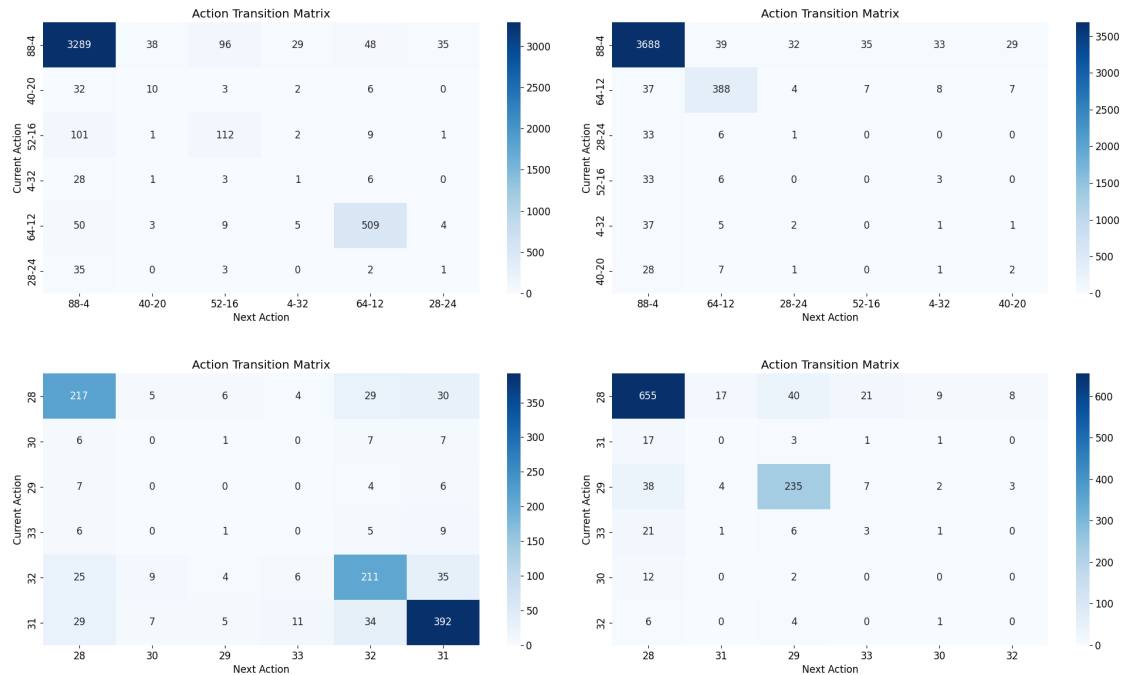 Action Transition Matrix
Current Action
88-4 3289 38 96 29 48 35
40-20 32 10 3 2 6 0
52-16 101 1 112 2 9 1
4-32 28 1 3 1 6 0
64-12 50 3 9 5 509 4
28-24 35 0 3 0 2 1
88-4 40-20 52-16 4-32 64-12 28-24
Next Action
3000
2500
2000
1500
1000
500
0
Action Transition Matrix
Current Action
88-4 3688 39 32 35 33 29
64-12 37 388 4 7 8 7
28-24 33 6 1 0 0 0
52-16 33 6 0 0 3 0
4-32 37 5 2 0 1 1
40-20 28 7 1 0 1 2
88-4 64-12 28-24 52-16 4-32 40-20
Next Action
3500
3000
2500
2000
1500
1000
500
0
Action Transition Matrix
Current Action
28 217 5 6 4 29 30
30 6 0 1 0 7 7
29 7 0 0 0 4 6
33 6 0 1 0 5 9
32 25 9 4 6 211 35
31 29 7 5 11 34 392
28 30 29 33 32 31
Next Action
350
300
250
200
150
100
50
0
Action Transition Matrix
Current Action
28 655 17 40 21 9 8
31 17 0 3 1 1 0
29 38 4 235 7 2 3
33 21 1 6 3 1 0
30 12 0 2 0 0 0
32 6 0 4 0 1 0
28 31 29 33 30 32
Next Action
600
500
400
300
200
100
0